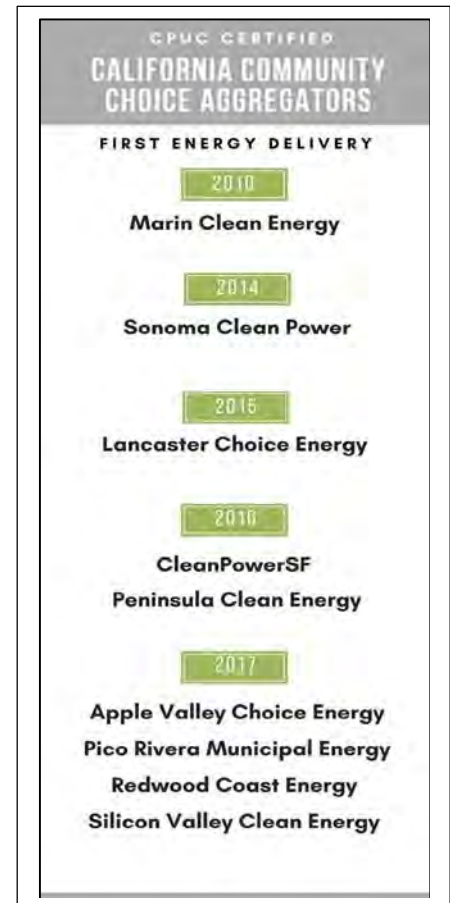 CPUC CERTIFIED
CALIFORNIA COMMUNITY
CHOICE AGGREGATORS
FIRST ENERGY DELIVERY
2010
Marin Clean Energy
2014
Sonoma Clean Power
2015
Lancaster Choice Energy
2016
CleanPowerSF
Peninsula Clean Energy
2017
Apple Valley Choice Energy
Pico Rivera Municipal Energy
Redwood Coast Energy
Silicon Valley Clean Energy